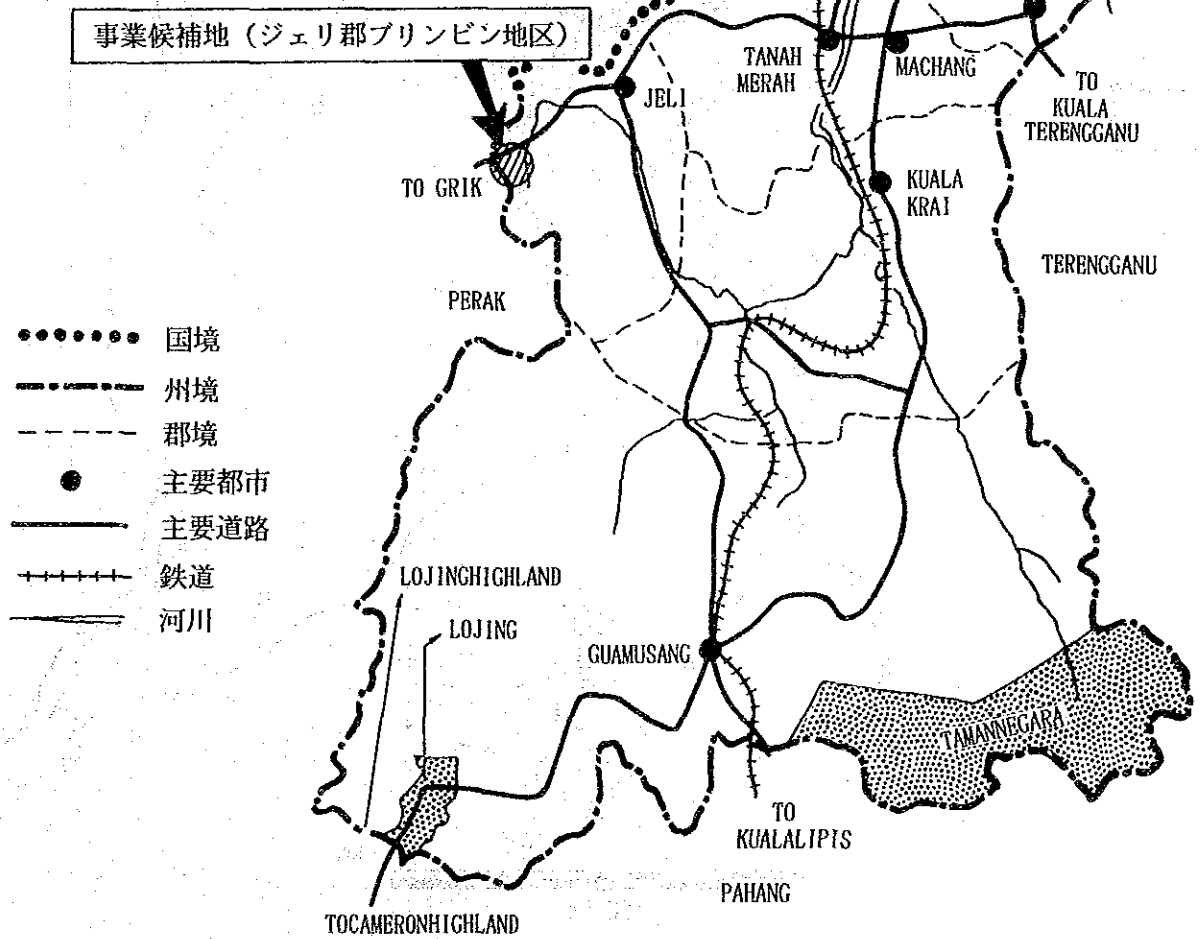 事業候補地（ジェリ郡ブリンビン地区）
TANAH
MERAH
MACHANG
JELI
TO
KUALA
TERENGGANU
TO GRIK
KUALA
KRAI
TERENGGANU
PERAK
国境
州境
郡境
主要都市
主要道路
鉄道
河川
LOJINGHIGHLAND
LOJING
GUAMUSANG
TAMANNEGARA
TO
KUALALIPIS
PAHANG
TOCAMERONHIGHLAND